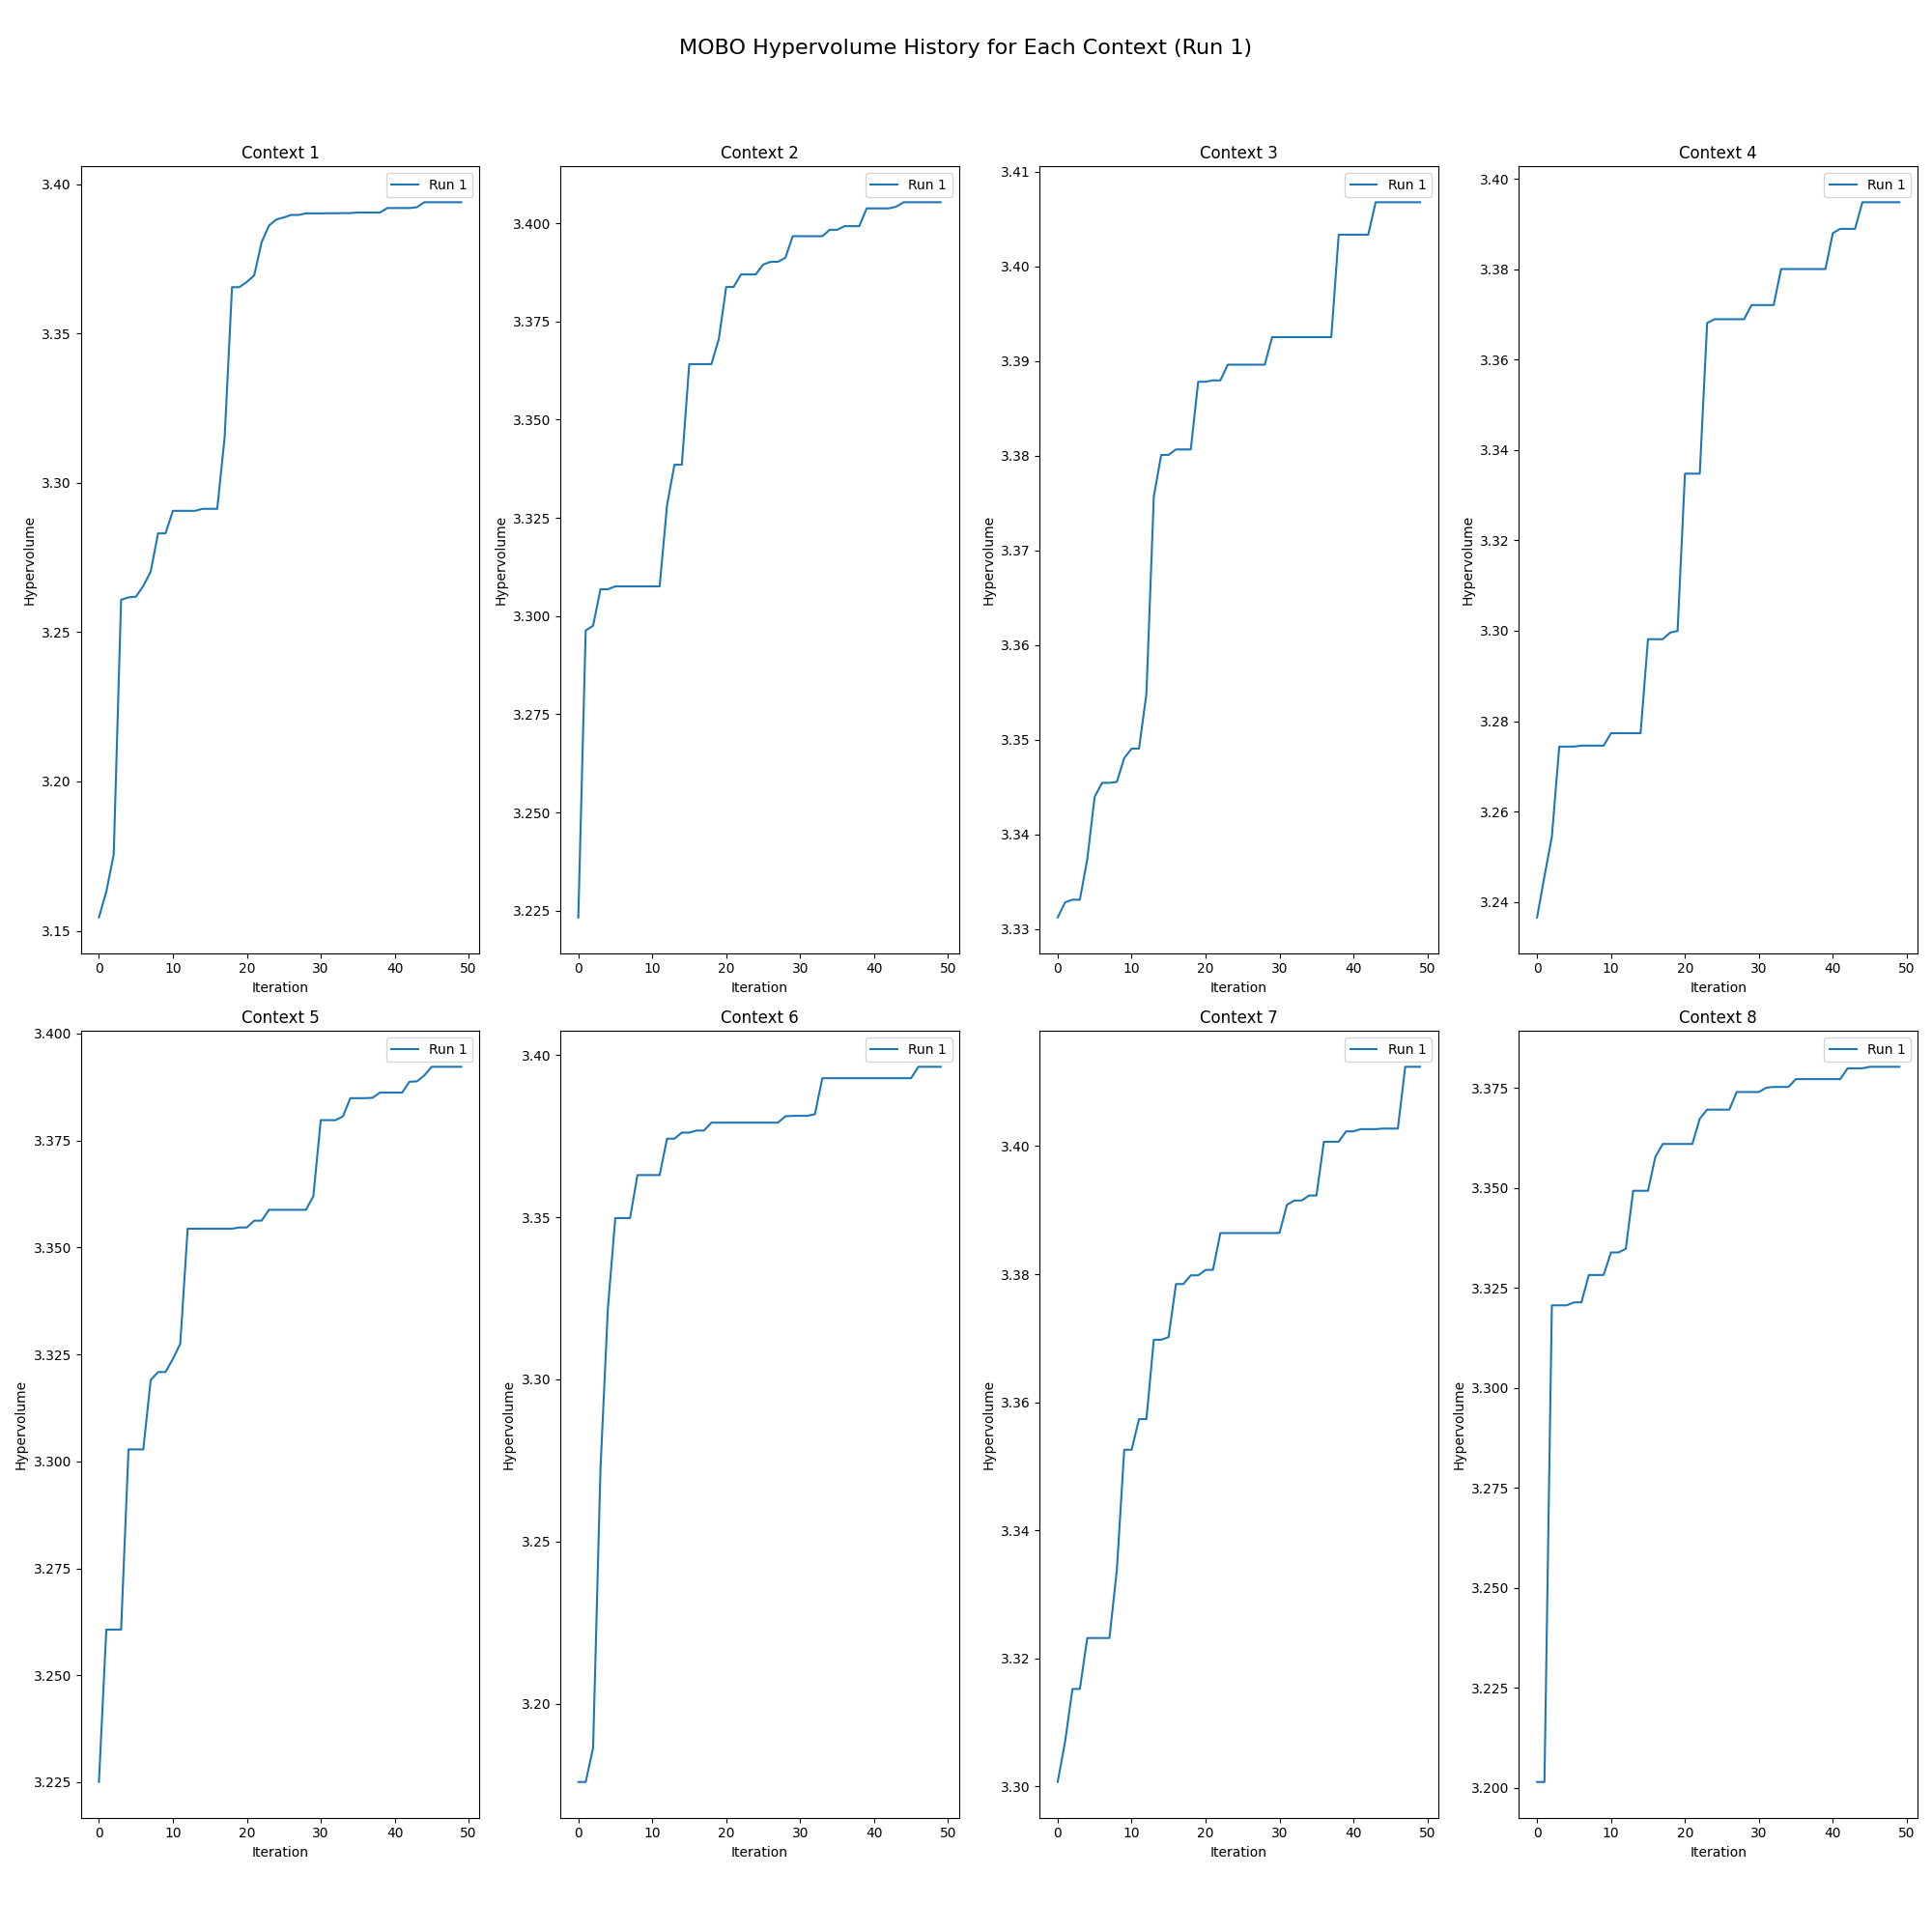 MOBO Hypervolume History for Each Context (Run 1)
Context 1
Run 1
3.40
3.35
3.30
3.25
3.20
3.15
Hypervolume
0 10 20 30 40 50
Iteration
Context 2
Run 1
3.400
3.375
3.350
3.325
3.300
3.275
3.250
3.225
Hypervolume
0 10 20 30 40 50
Iteration
Context 3
Run 1
3.41
3.40
3.39
3.38
3.37
3.36
3.35
3.34
3.33
Hypervolume
0 10 20 30 40 50
Iteration
Context 4
Run 1
3.40
3.38
3.36
3.34
3.32
3.30
3.28
3.26
3.24
Hypervolume
0 10 20 30 40 50
Iteration
Context 5
Run 1
3.400
3.375
3.350
3.325
3.300
3.275
3.250
3.225
Hypervolume
0 10 20 30 40 50
Iteration
Context 6
Run 1
3.40
3.35
3.30
3.25
3.20
Hypervolume
0 10 20 30 40 50
Iteration
Context 7
Run 1
3.40
3.38
3.36
3.34
3.32
3.30
Hypervolume
0 10 20 30 40 50
Iteration
Context 8
Run 1
3.375
3.350
3.325
3.300
3.275
3.250
3.225
3.200
Hypervolume
0 10 20 30 40 50
Iteration